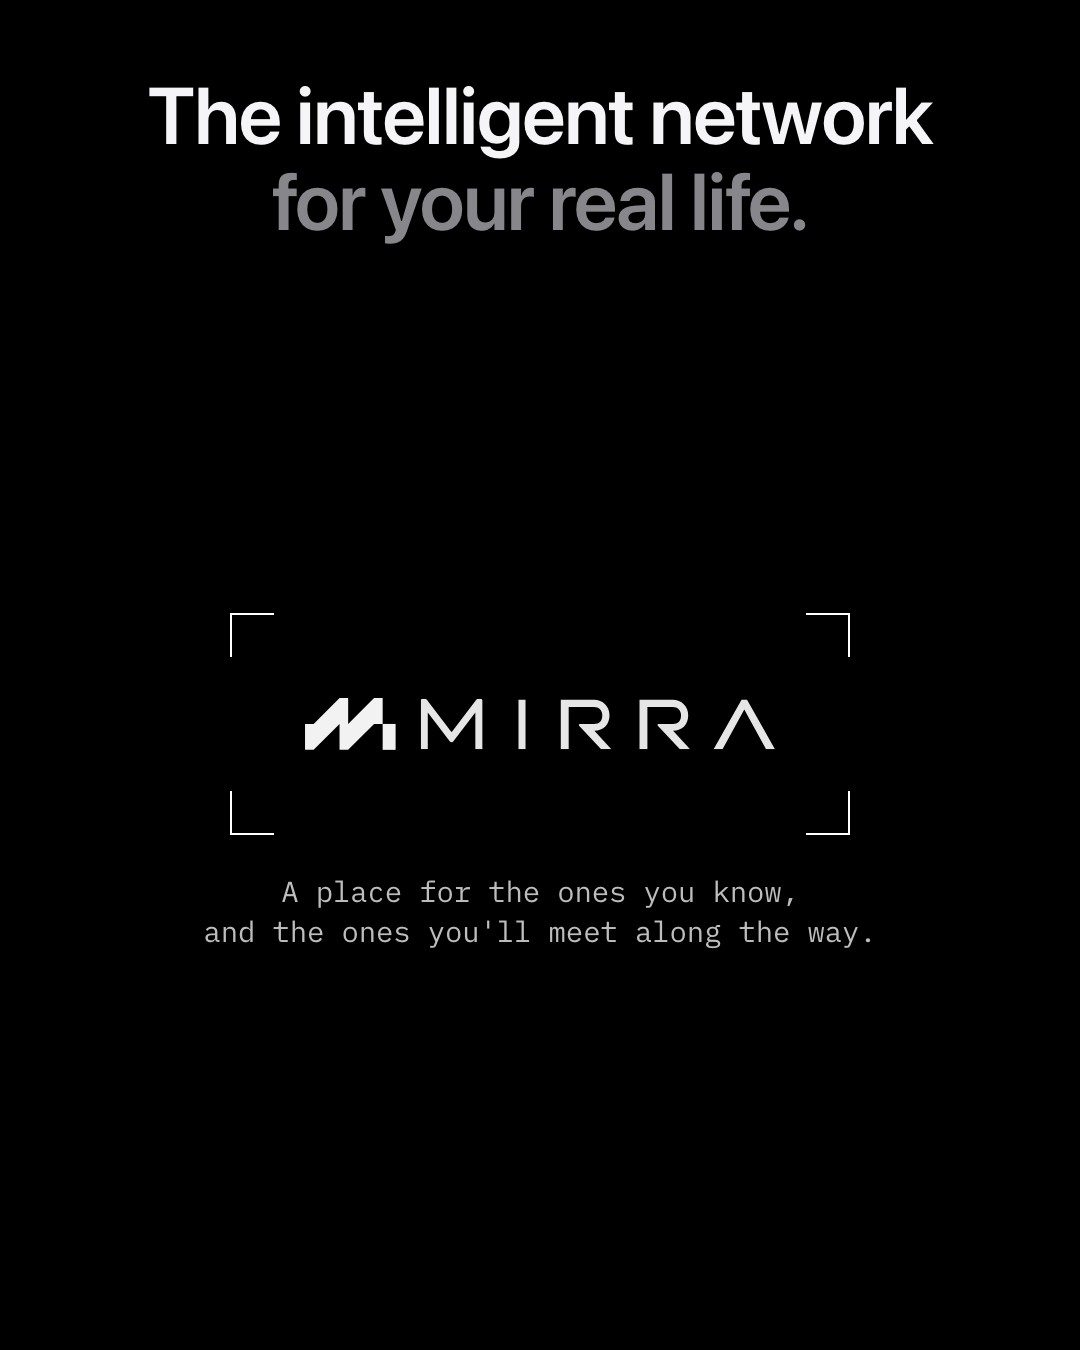 The intelligent network
for your real life.
MIRRA
A place for the ones you know,
and the ones you'll meet along the way.